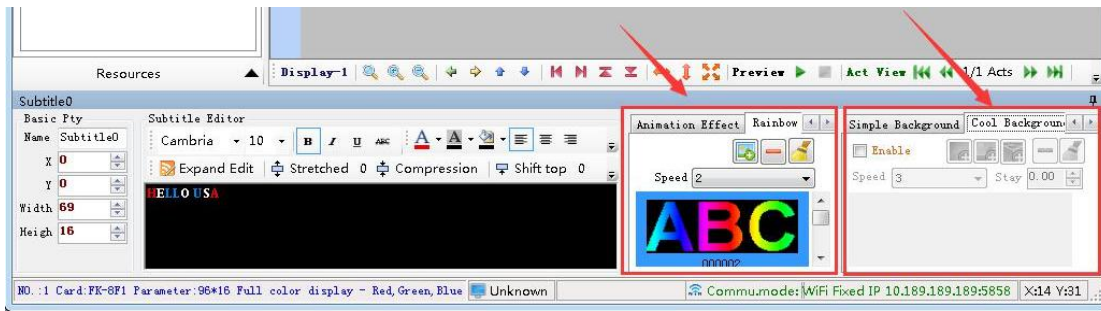 Resources
Display-1 Preview Act View 1/1 Acts
Subtitle0
Basic Pty
Name Subtitle0
X 0
Y 0
Width 69
Heigh 16
Subtitle Editor
Cambria 10 B I U ABC A A
Expand Edit Stretched 0 Compression Shift top 0
HELLO USA
Animation Effect Rainbow
Speed 2
ABC
000002
Simple Background Cool Background
Enable
Speed 3 Stay 0.00
NO.:1 Card:FK-8F1 Parameter:96*16 Full color display - Red,Green,Blue Unknown Commu.mode: WiFi Fixed IP 10.189.189.189:5858 X:14 Y:31